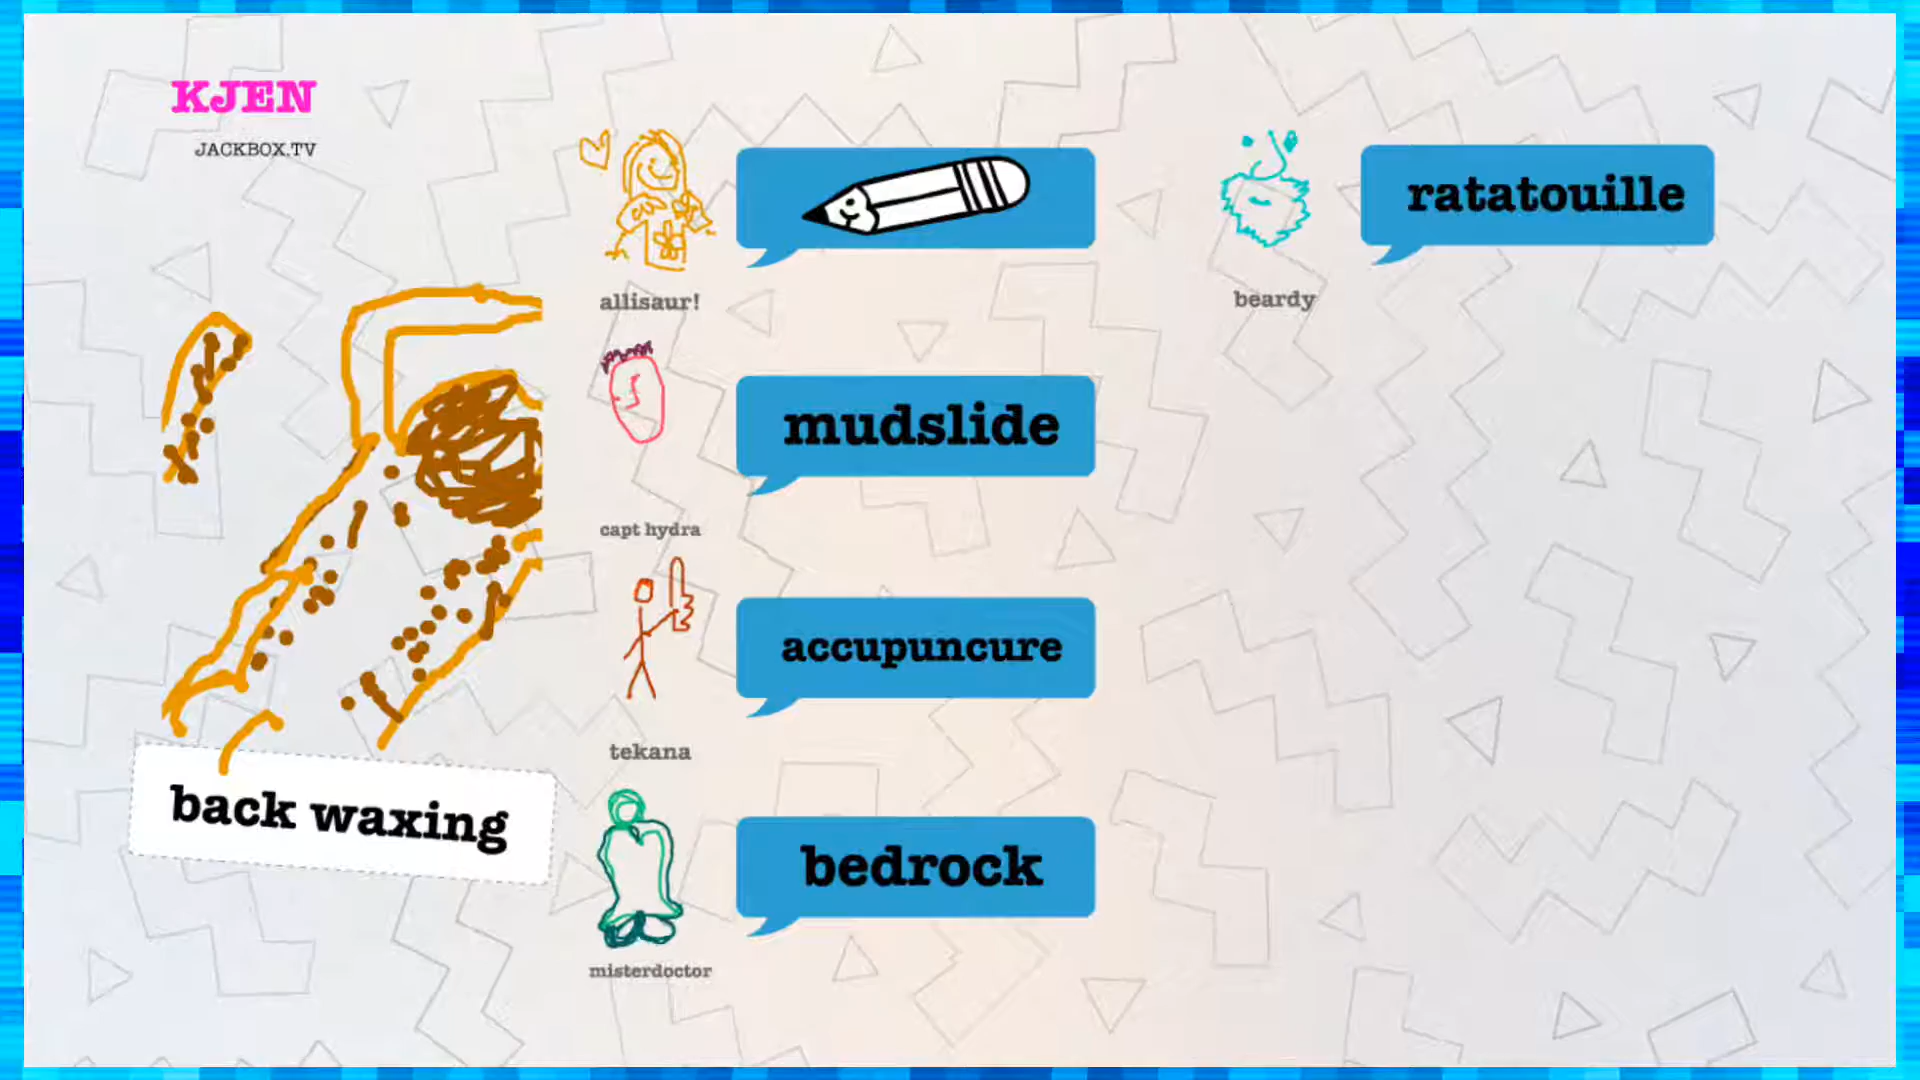 KJEN
JACKBOX.TV
allisaur!
ratatouille
beardy
mudslide
capt hydra
accupuncure
tekana
back waxing
bedrock
misterdoctor